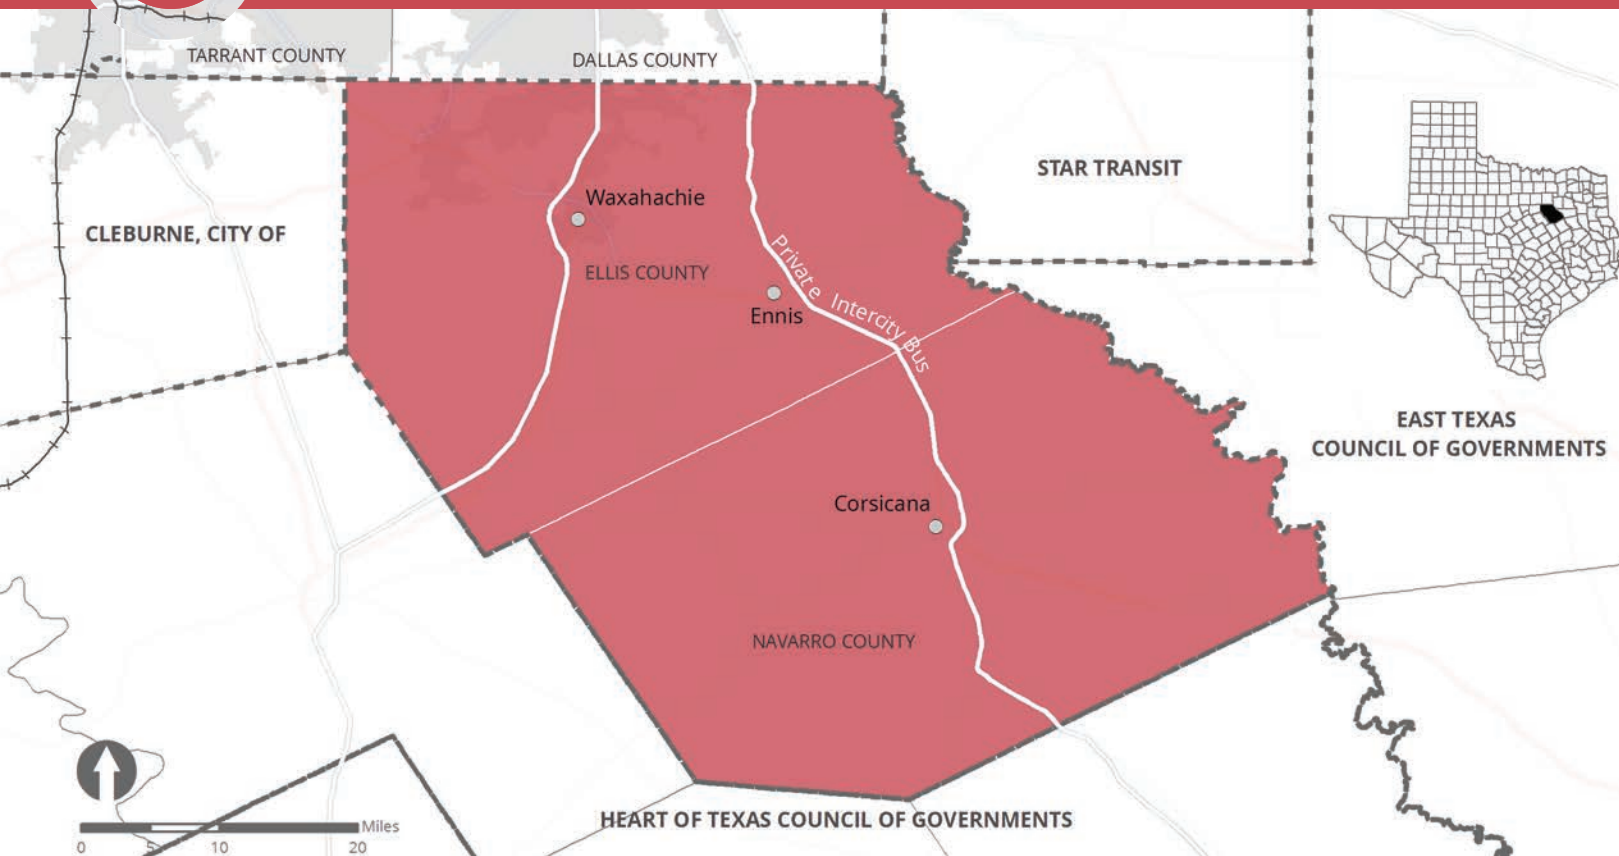 TARRANT COUNTY
DALLAS COUNTY
STAR TRANSIT
Waxahachie
CLEBURNE, CITY OF
ELLIS COUNTY
Private Intercity Bus
Ennis
EAST TEXAS
COUNCIL OF GOVERNMENTS
Corsicana
NAVARRO COUNTY
HEART OF TEXAS COUNCIL OF GOVERNMENTS
Miles
0 5 10 20